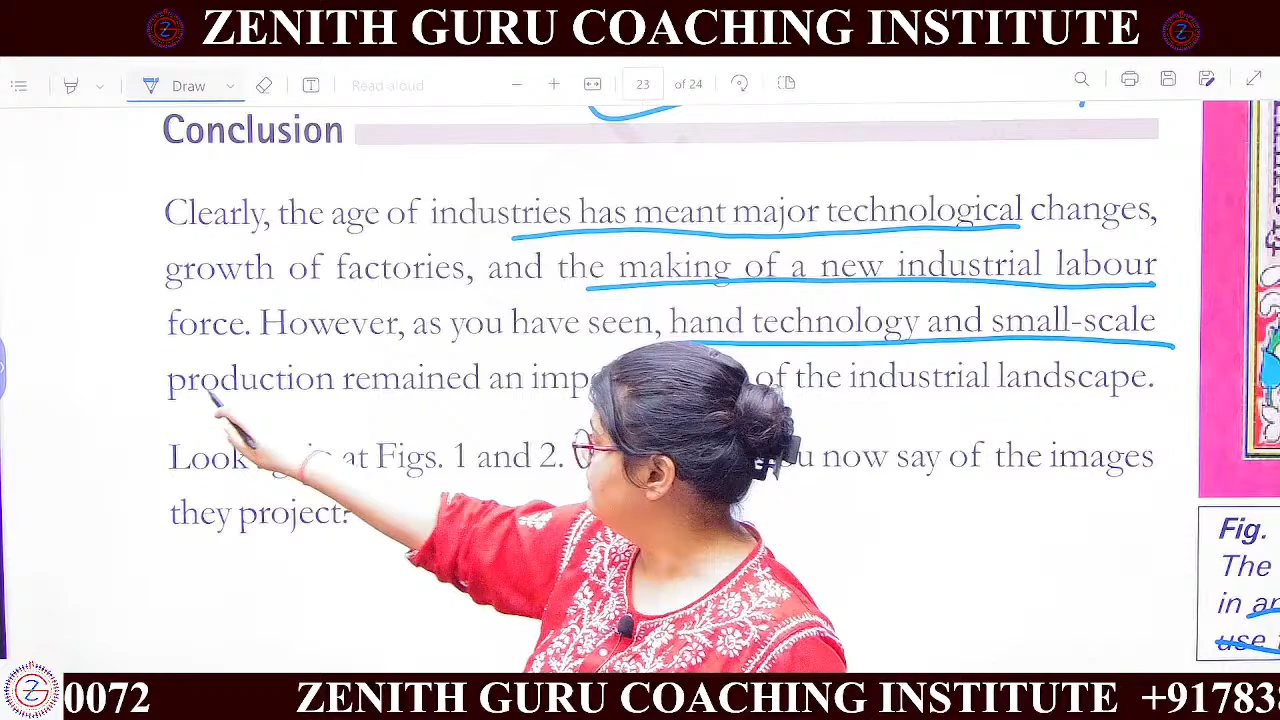 ZENITH GURU COACHING INSTITUTE
Draw
Read aloud
23 of 24
Conclusion
Clearly, the age of industries has meant major technological changes,
growth of factories, and the making of a new industrial labour
force. However, as you have seen, hand technology and small-scale
production remained an imp of the industrial landscape.
Look at Figs. 1 and 2. now say of the images
they project?
Fig.
The
in
use
0072 ZENITH GURU COACHING INSTITUTE +91783